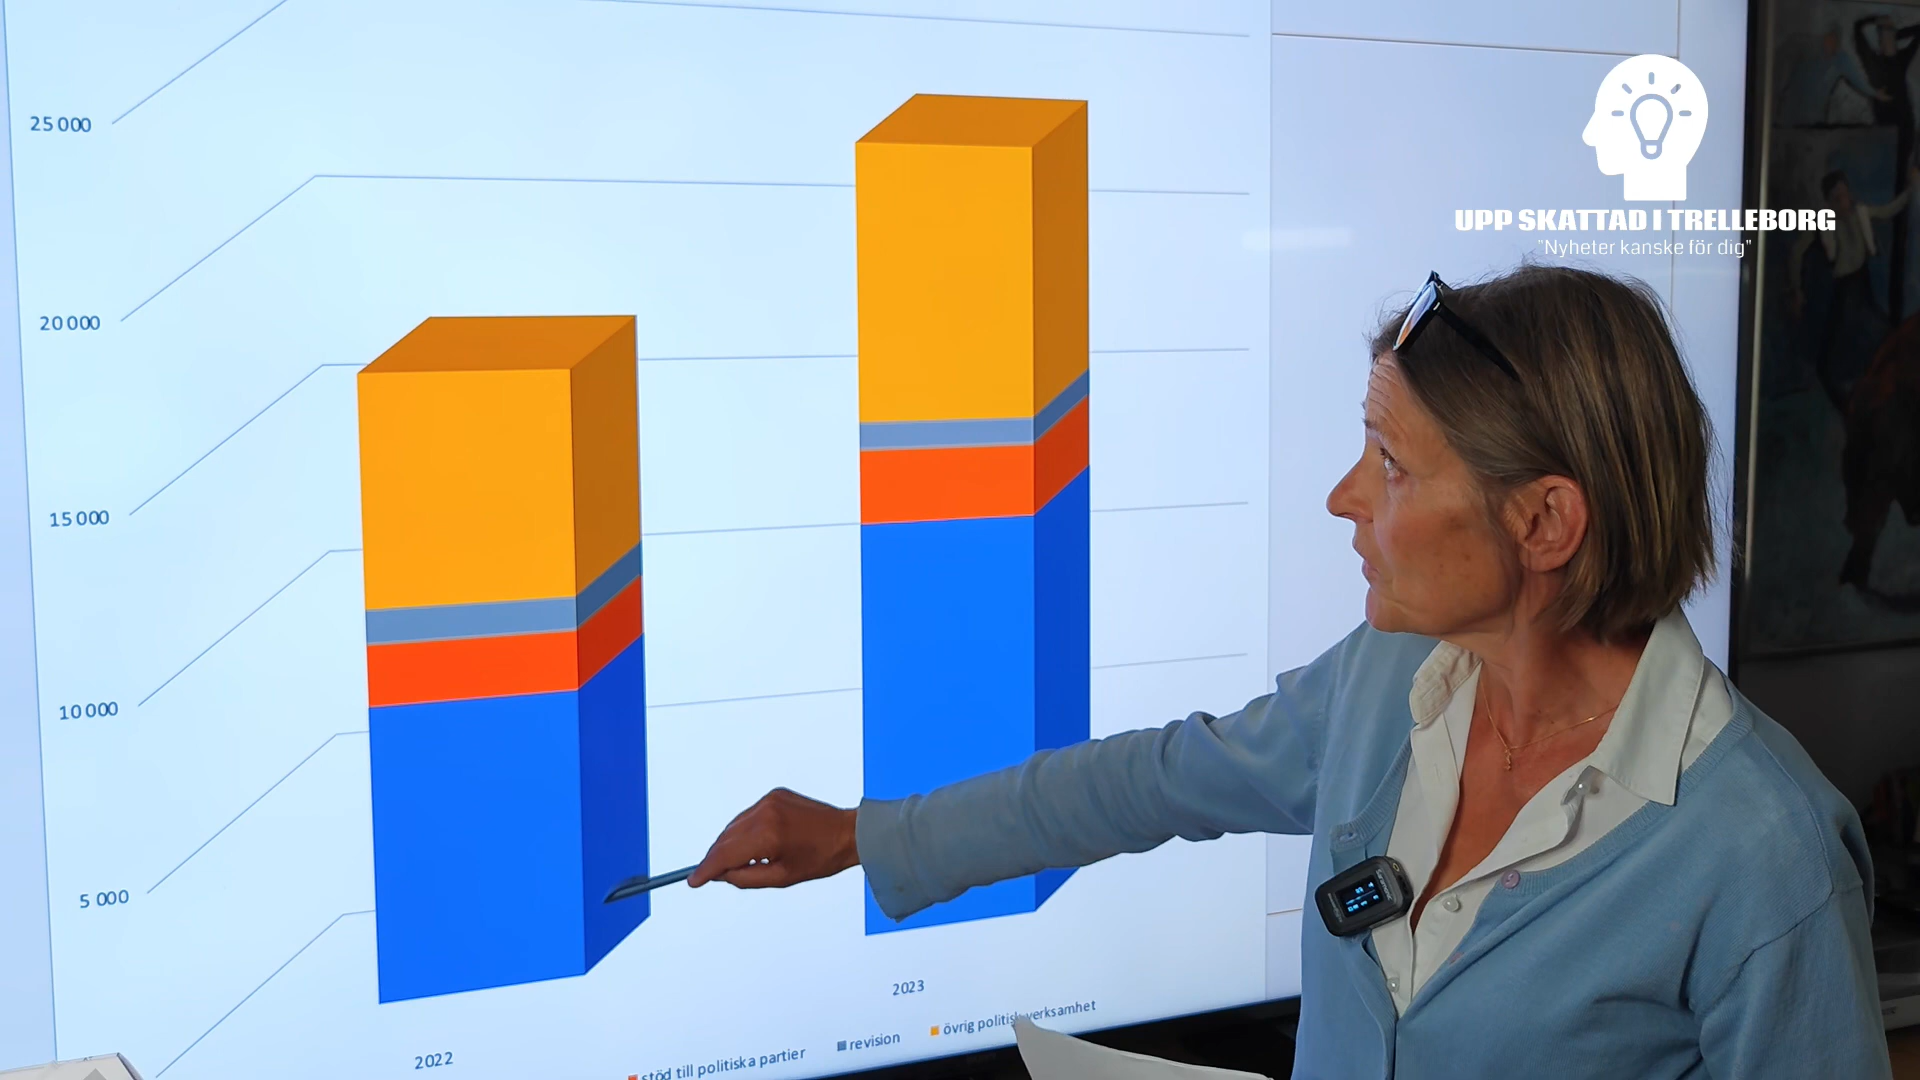 25 000
20 000
15 000
10 000
5 000
2022
2023
stöd till politiska partier
revision
övrig politisk verksamhet
UPP SKATTAD I TRELLEBORG
"Nyheter kanske för dig"